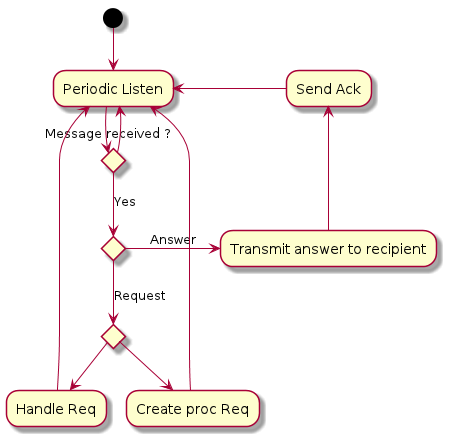 Periodic Listen
Send Ack
Message received ?
Yes
Answer
Transmit answer to recipient
Request
Handle Req
Create proc Req